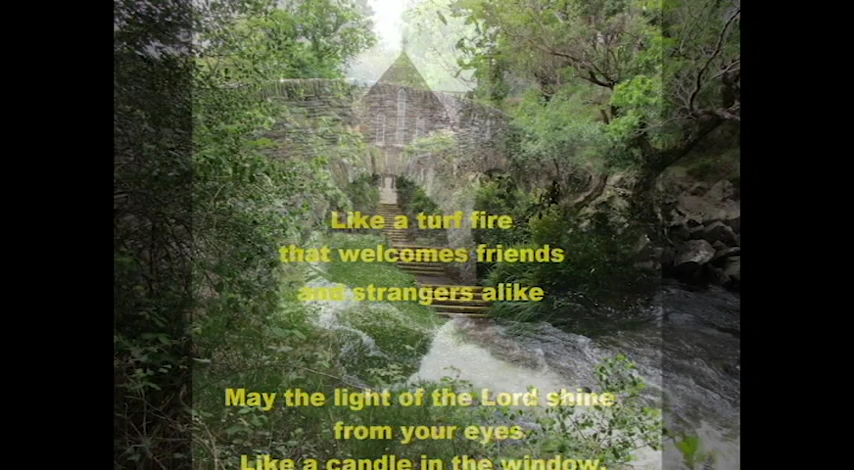 Like a turf fire
that welcomes friends
and strangers alike
May the light of the Lord shine
from your eyes
Like a candle in the window,